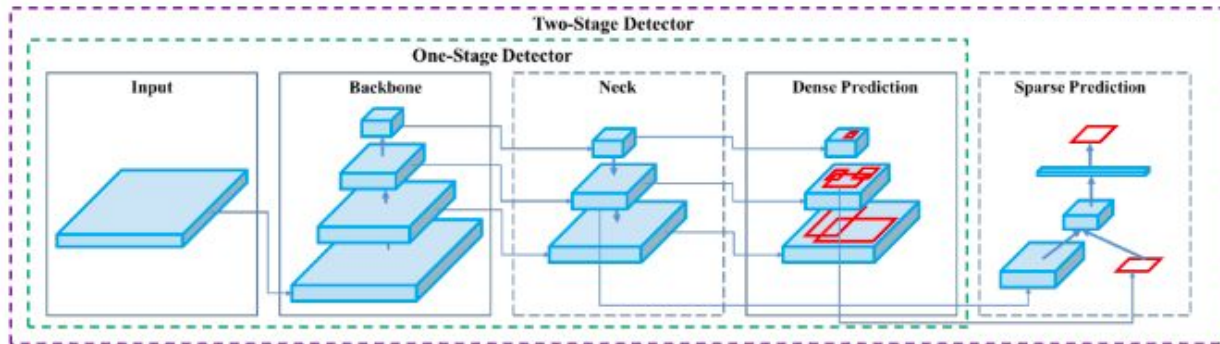 Two-Stage Detector
One-Stage Detector
Input
Backbone
Neck
Dense Prediction
Sparse Prediction